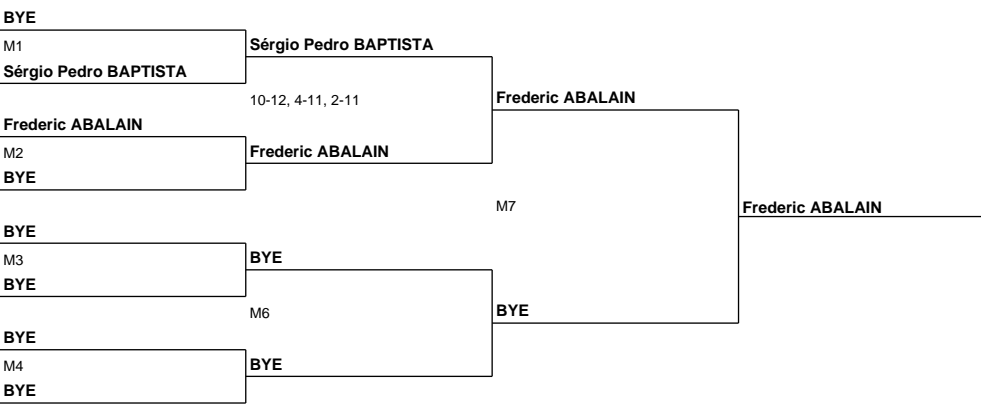 BYE
M1
Sérgio Pedro BAPTISTA
Sérgio Pedro BAPTISTA
10-12, 4-11, 2-11
Frederic ABALAIN
Frederic ABALAIN
M2
BYE
Frederic ABALAIN
M7
Frederic ABALAIN
BYE
M3
BYE
BYE
M6
BYE
BYE
M4
BYE
BYE